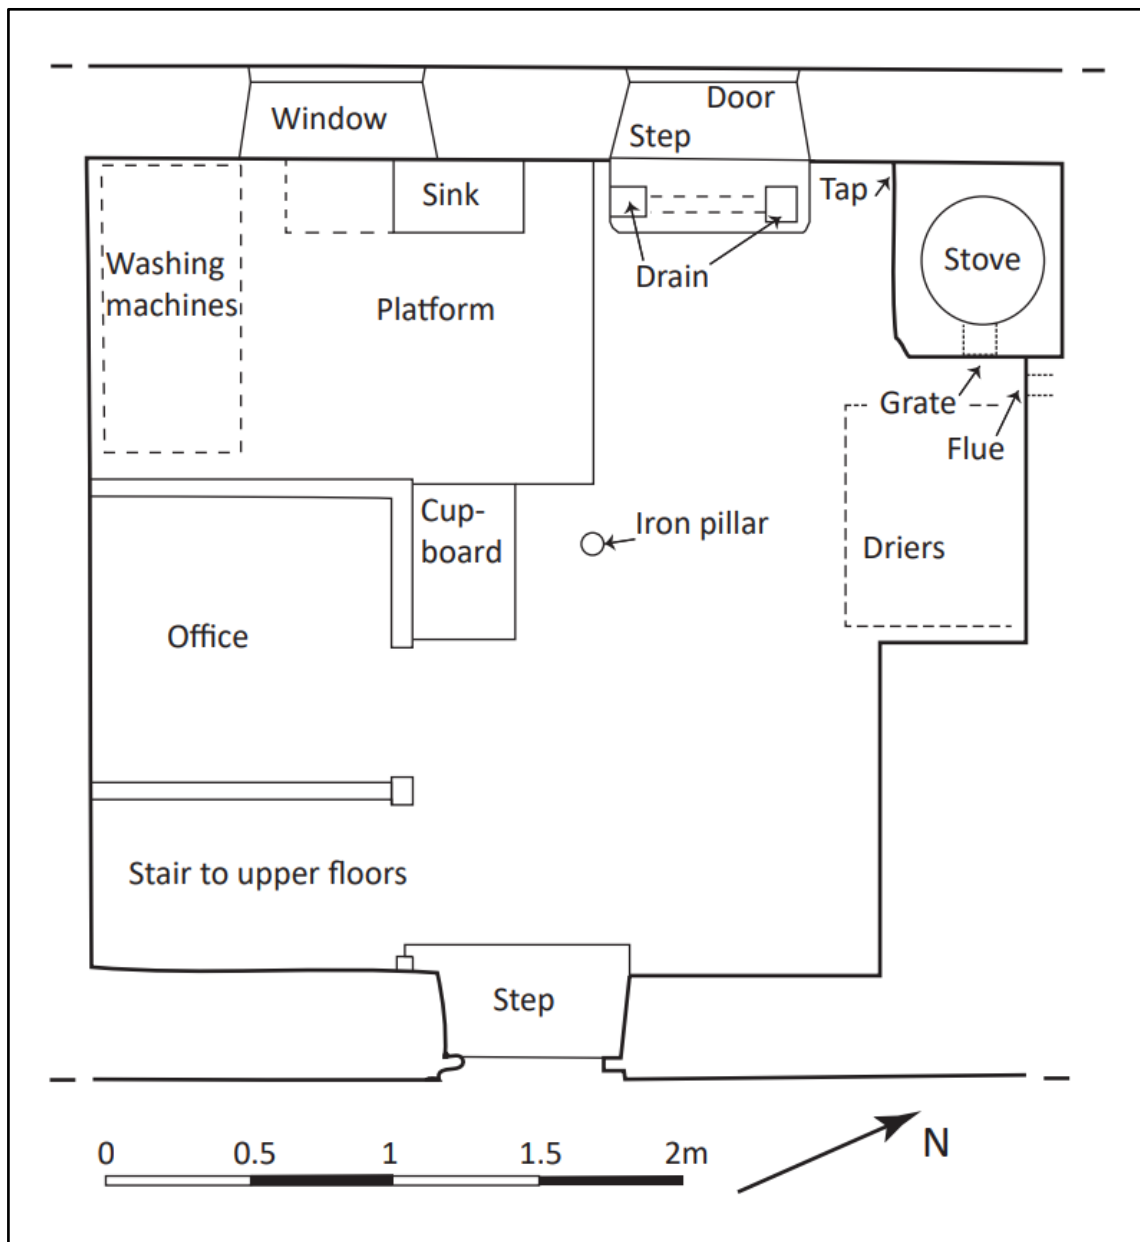 Window
Door
Step
Sink
Tap
Stove
Washing
machines
Drain
Platform
Grate
Flue
Cup-
board
Iron pillar
Driers
Office
Stair to upper floors
Step
0 0.5 1 1.5 2m
N